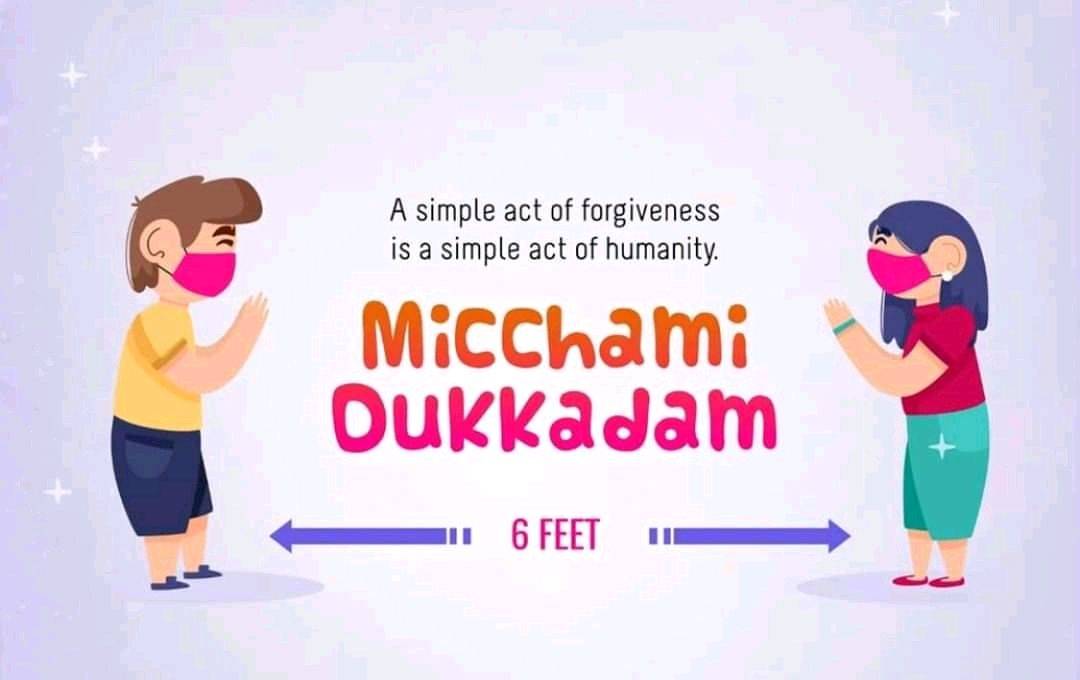 A simple act of forgiveness
is a simple act of humanity.
Micchami
Dukkadam
6 FEET